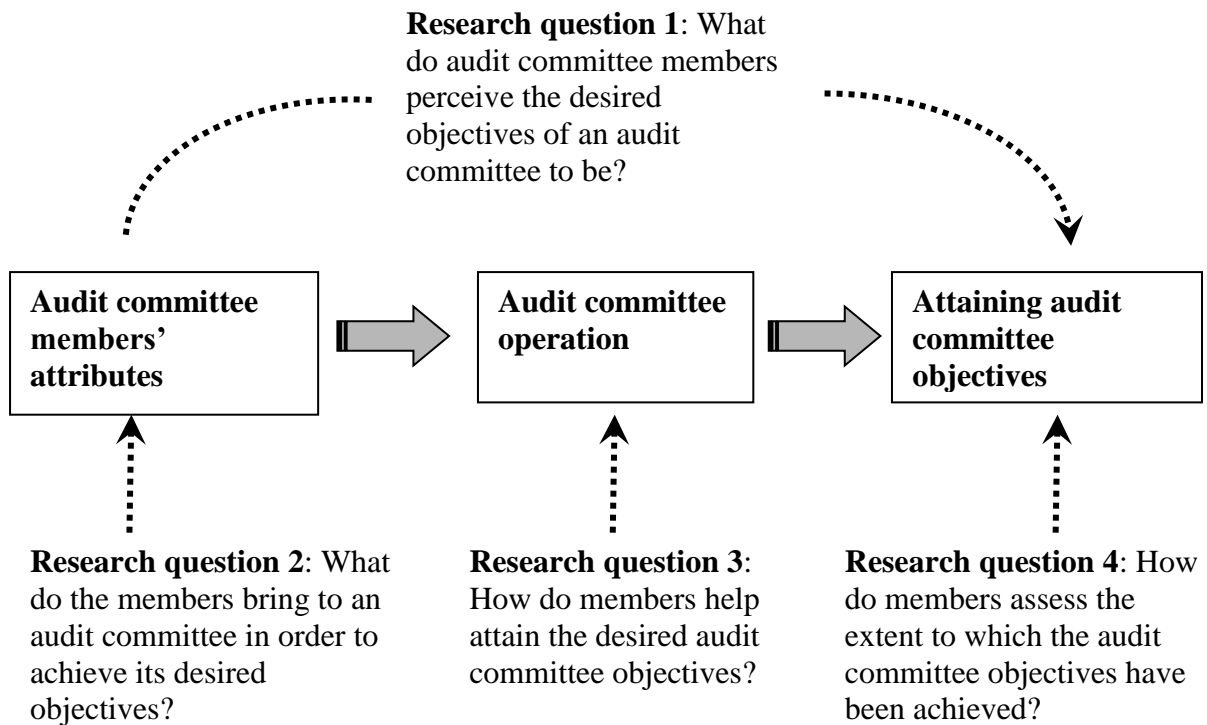 Research question 1: What
do audit committee members
perceive the desired
objectives of an audit
committee to be?
Audit committee
members’
attributes
Audit committee
operation
Attaining audit
committee
objectives
Research question 2: What
do the members bring to an
audit committee in order to
achieve its desired
objectives?
Research question 3:
How do members help
attain the desired audit
committee objectives?
Research question 4: How
do members assess the
extent to which the audit
committee objectives have
been achieved?